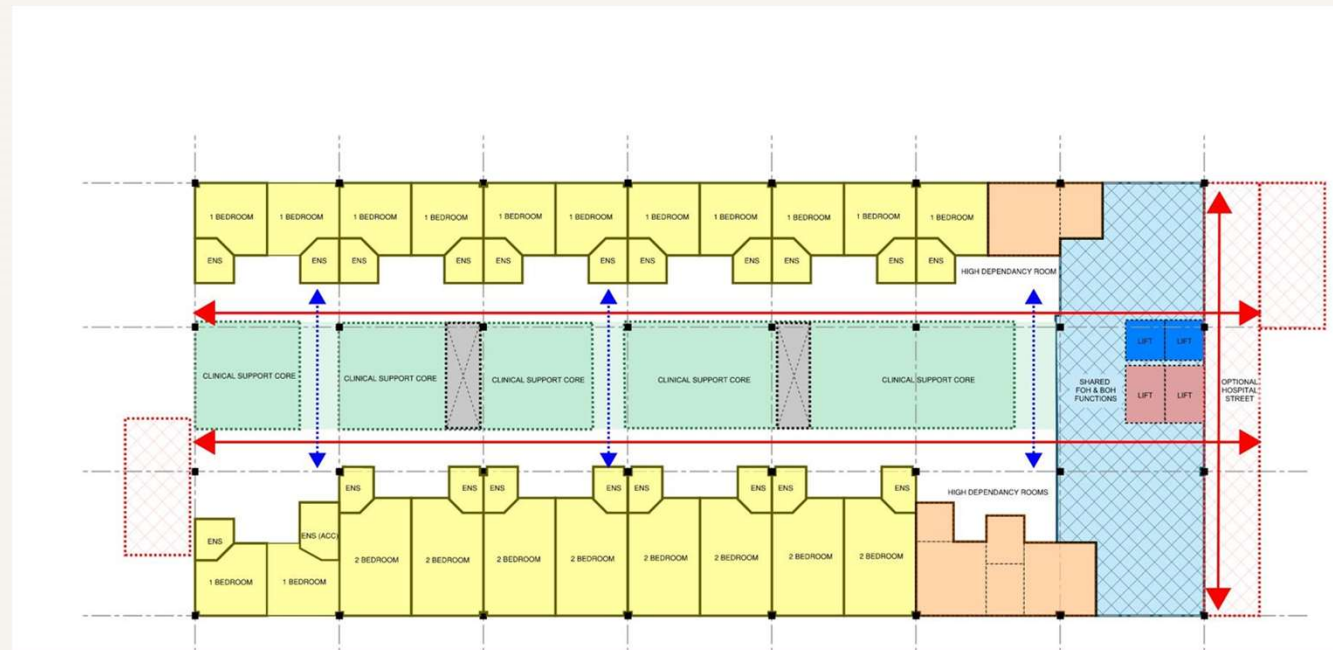 1 BEDROOM
1 BEDROOM
1 BEDROOM
1 BEDROOM
1 BEDROOM
1 BEDROOM
1 BEDROOM
1 BEDROOM
1 BEDROOM
1 BEDROOM
1 BEDROOM
ENS
ENS
ENS
ENS
ENS
ENS
ENS
ENS
ENS
ENS
ENS
HIGH DEPENDANCY ROOM
CLINICAL SUPPORT CORE
CLINICAL SUPPORT CORE
CLINICAL SUPPORT CORE
CLINICAL SUPPORT CORE
CLINICAL SUPPORT CORE
LIFT
LIFT
SHARED
FOH & BOH
FUNCTIONS
LIFT
LIFT
OPTIONAL
HOSPITAL
STREET
ENS
ENS
ENS
ENS
ENS
ENS
ENS
ENS
HIGH DEPENDANCY ROOMS
ENS
ENS (ACC)
2 BEDROOM
2 BEDROOM
2 BEDROOM
2 BEDROOM
2 BEDROOM
2 BEDROOM
2 BEDROOM
2 BEDROOM
1 BEDROOM
1 BEDROOM